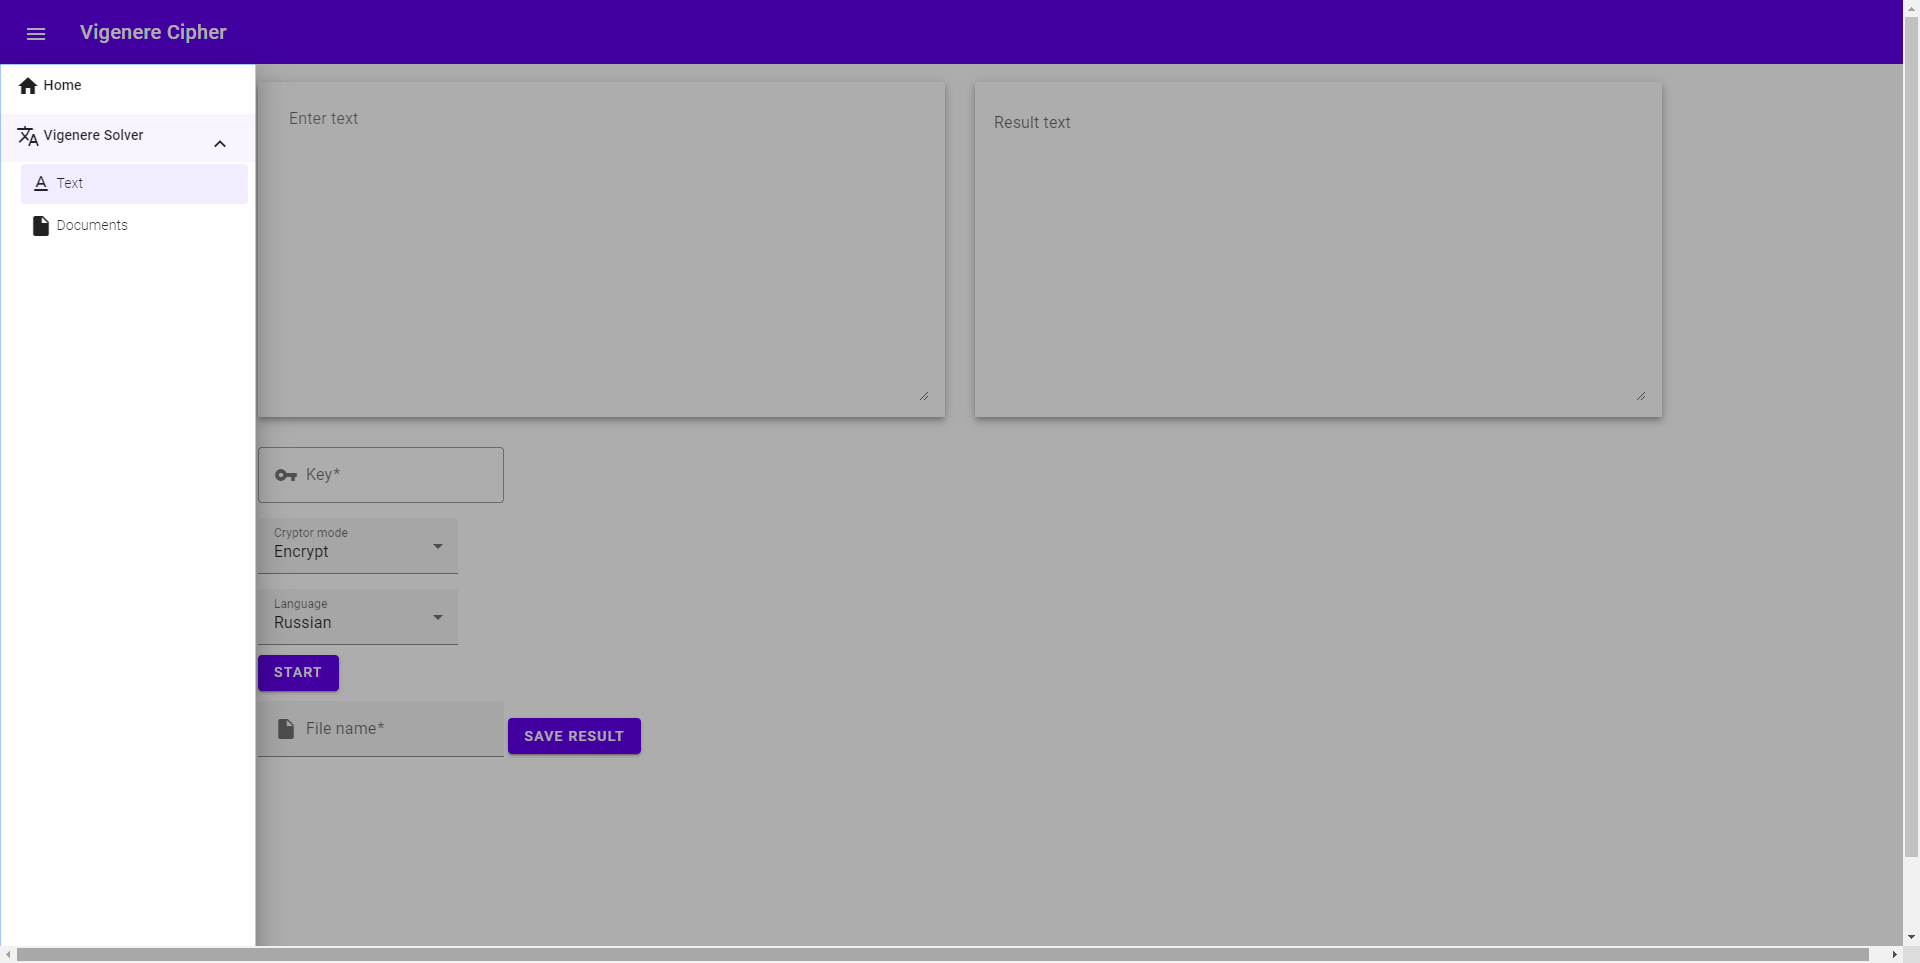 Vigenere Cipher
Home
Vigenere Solver
Text
Documents
Enter text
Result text
Key*
Cryptor mode
Encrypt
Language
Russian
START
File name*
SAVE RESULT